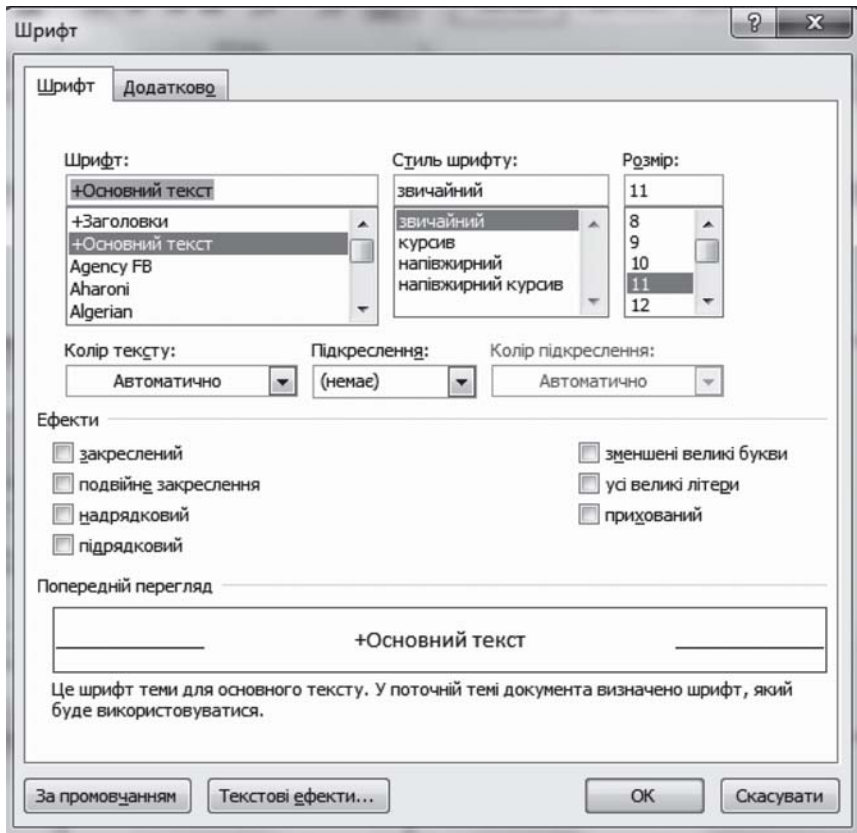 Шрифт
Шрифт Додатково
Шрифт: Стиль шрифту: Розмір:
+Основний текст звичайний 11
+Заголовки звичайний 8
+Основний текст курсив 9
Agency FB напівжирний 10
Aharoni напівжирний курсив 11
Algerian 12
Колір тексту: Підкреслення: Колір підкреслення:
Автоматично (немає) Автоматично
Ефекти
закреслений зменшені великі букви
подвійне закреслення усі великі літери
надрядковий прихований
підрядковий
Попередній перегляд
+Основний текст
Це шрифт теми для основного тексту. У поточній темі документа визначено шрифт, який
буде використовуватися.
За промовчанням Текстові ефекти... ОК Скасувати